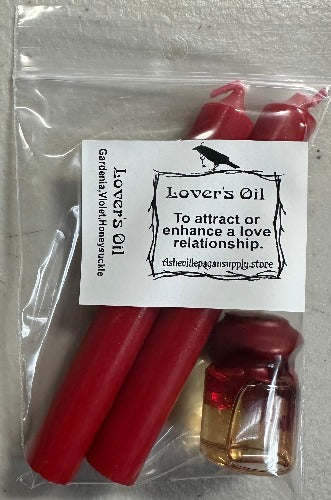 Lover's Oil
To attract or
enhance a love
relationship.
Ashevillepagansupply.store
Lover's Oil
Gardenia,Violet,Honeysuckle